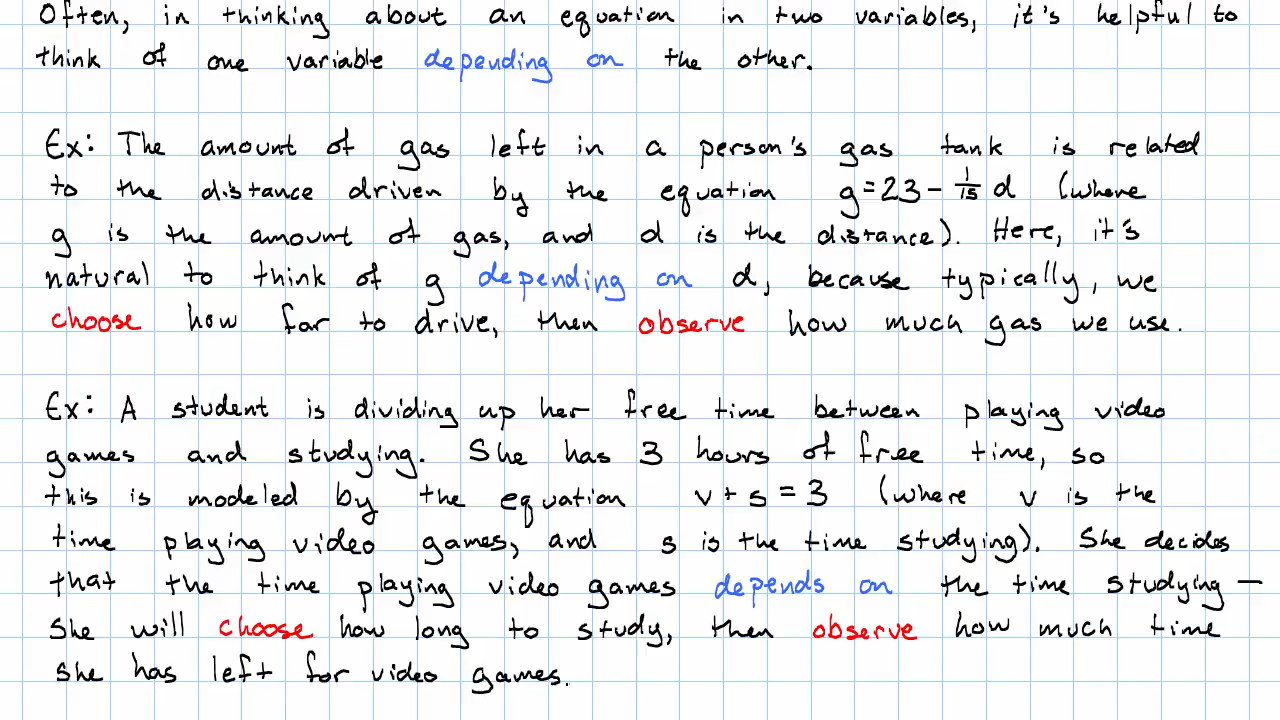 Often, in thinking about an equation in two variables, it's helpful to
think of one variable depending on the other.
Ex: The amount of gas left in a person's gas tank is related
to the distance driven by the equation g=23 - 1/15 d (where
g is the amount of gas, and d is the distance). Here, it's
natural to think of g depending on d, because typically, we
choose how far to drive, then observe how much gas we use.
Ex: A student is dividing up her free time between playing video
games and studying. She has 3 hours of free time, so
this is modeled by the equation v+s=3 (where v is the
time playing video games, and s is the time studying). She decides
that the time playing video games depends on the time studying —
she will choose how long to study, then observe how much time
she has left for video games.